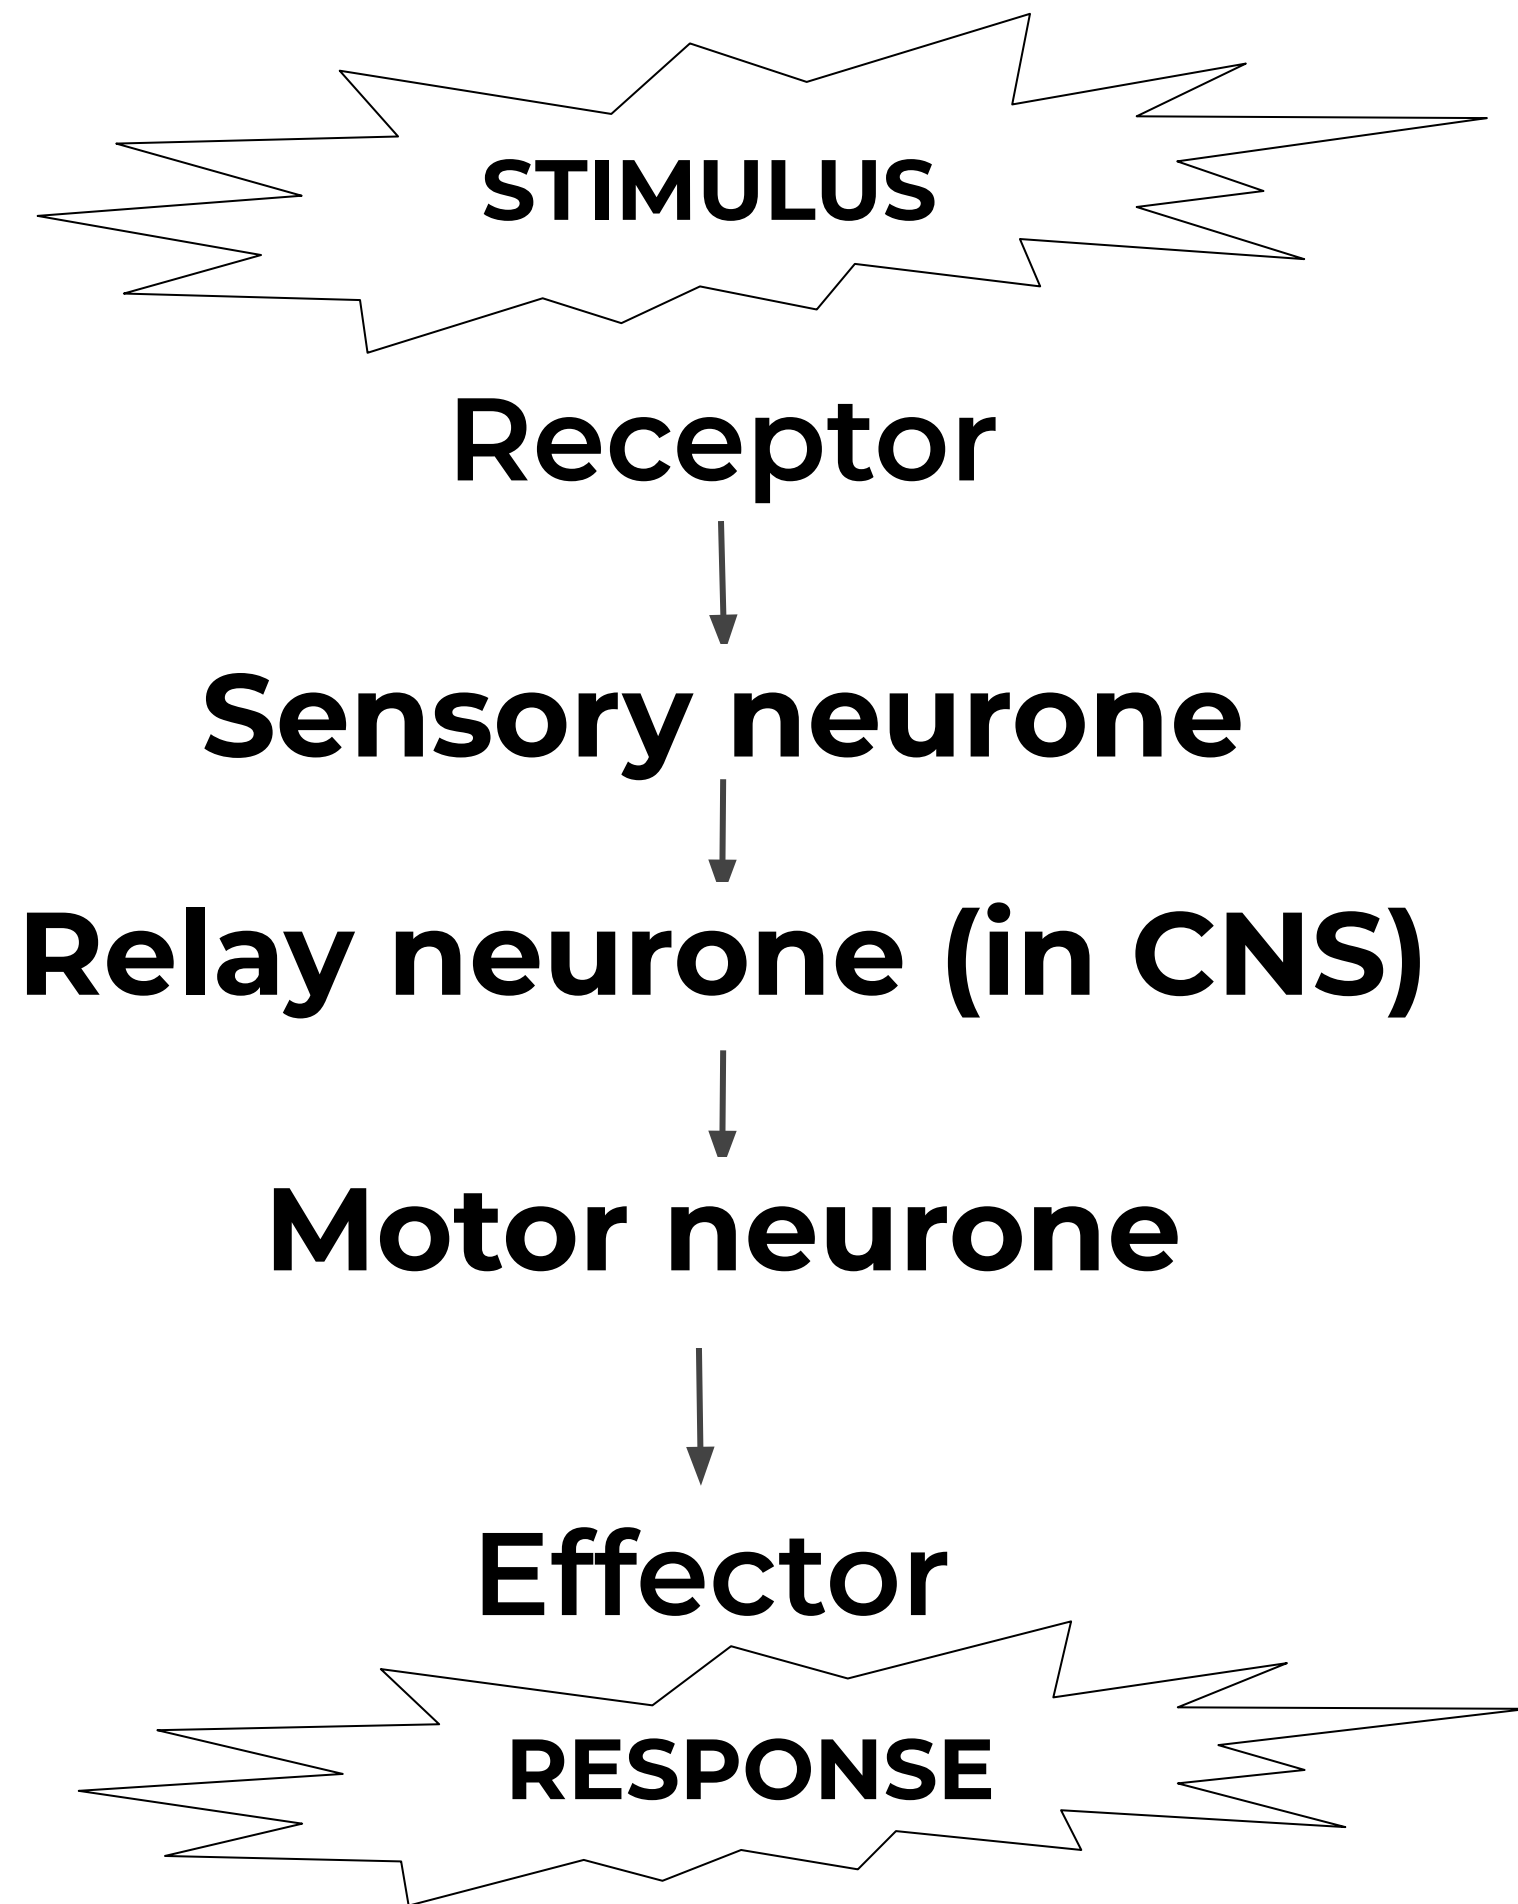 STIMULUS
Receptor
Sensory neurone
Relay neurone (in CNS)
Motor neurone
Effector
RESPONSE